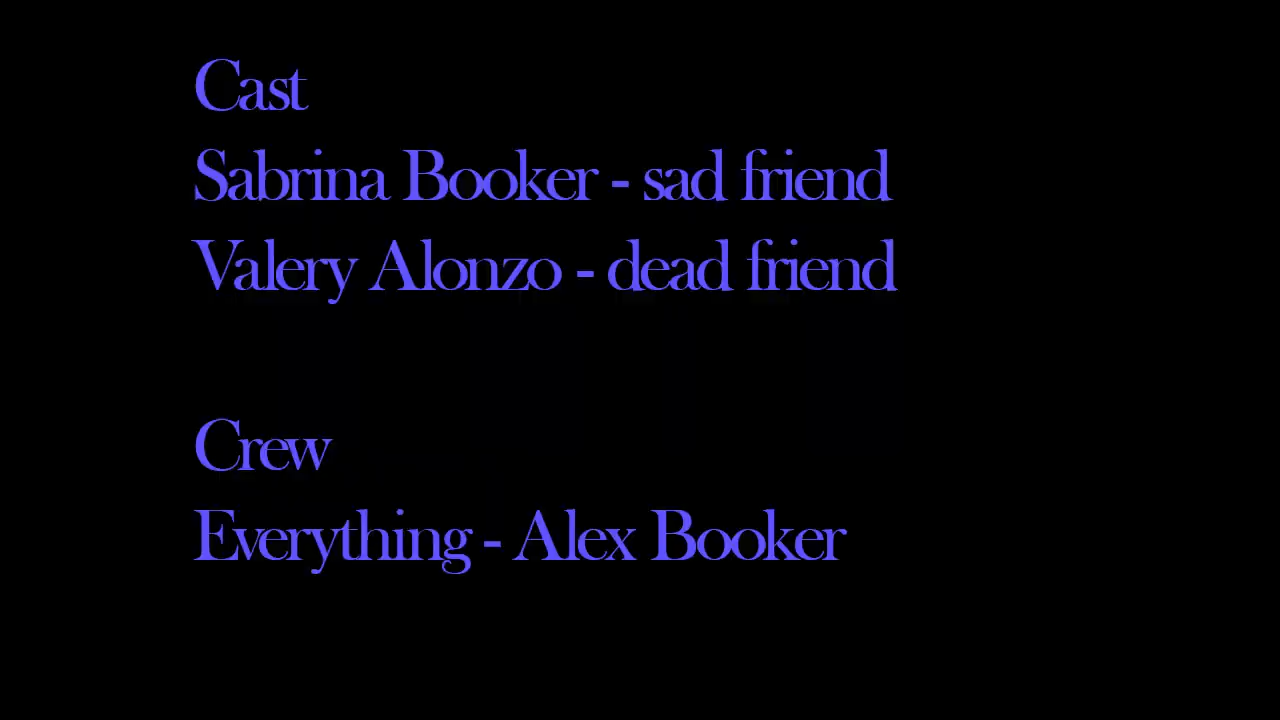 Cast
Sabrina Booker - sad friend
Valery Alonzo - dead friend
Crew
Everything - Alex Booker